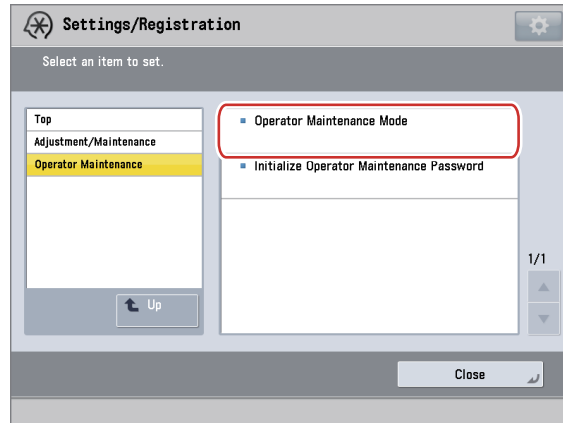 Settings/Registration
Select an item to set.
Top
Adjustment/Maintenance
Operator Maintenance
Up
Operator Maintenance Mode
Initialize Operator Maintenance Password
1/1
Close